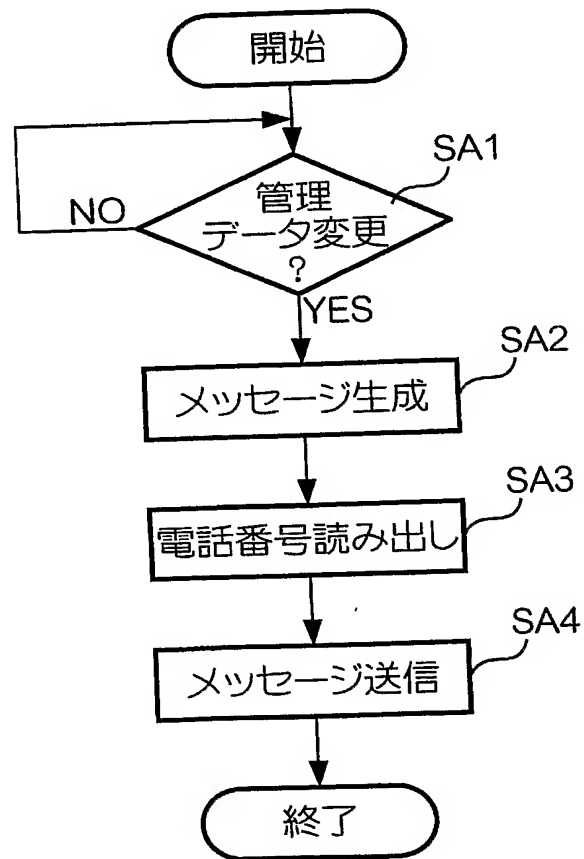 開始
SA1
管理
データ変更
?
NO
YES
SA2
メッセージ生成
SA3
電話番号読み出し
SA4
メッセージ送信
終了